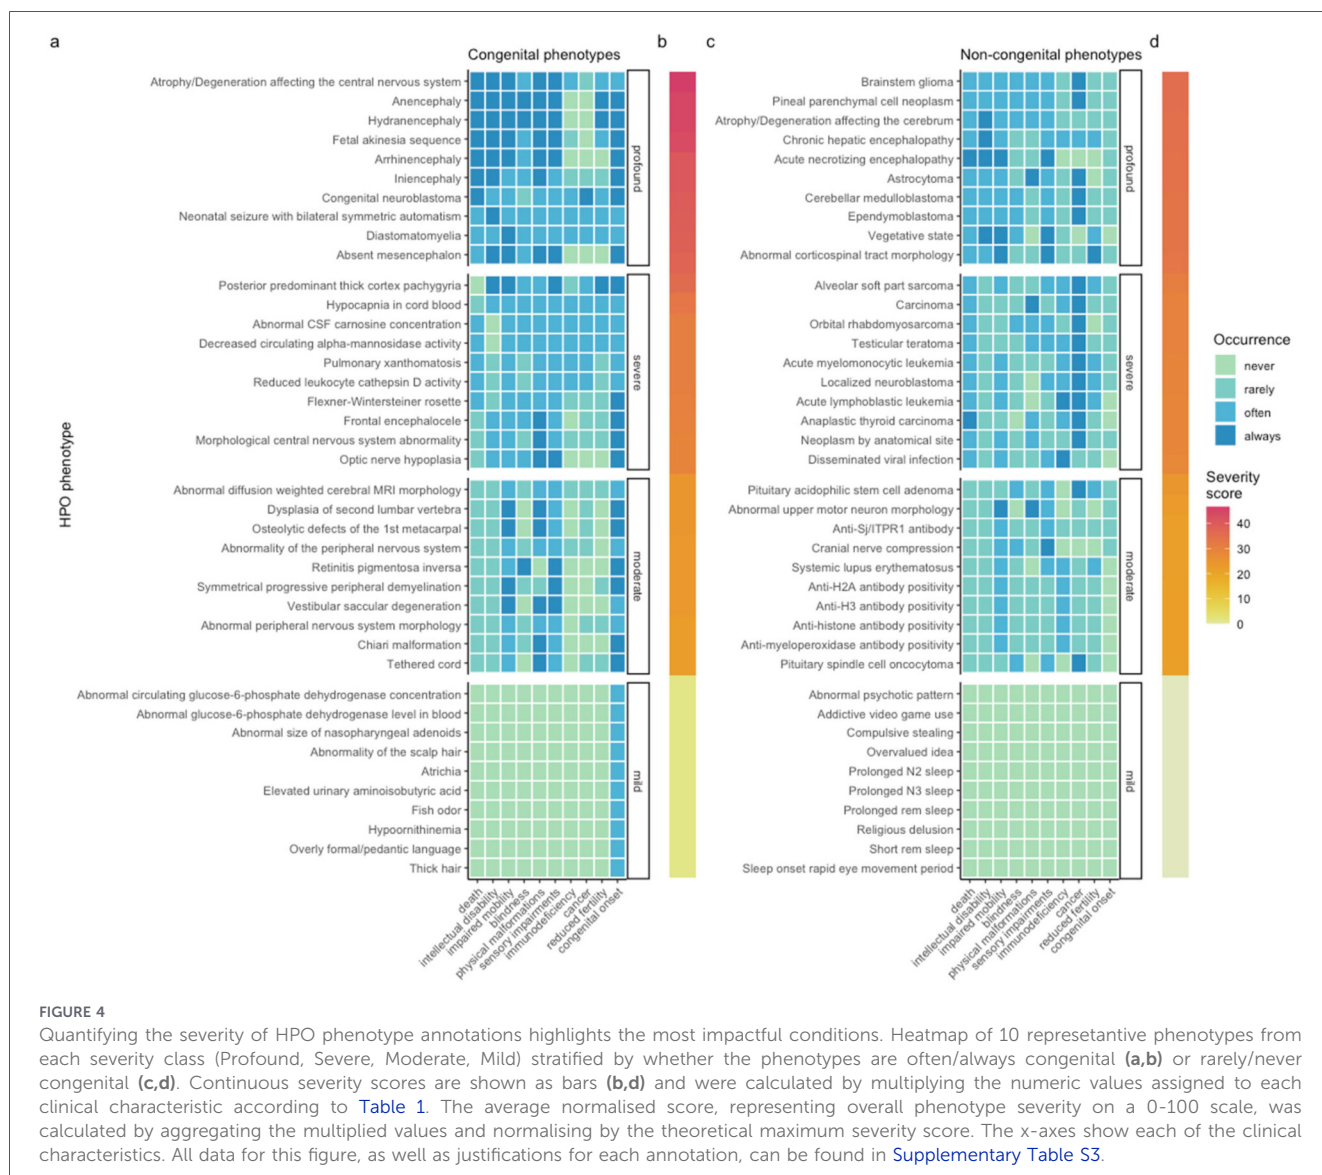 a
b
c
d
Congenital phenotypes
Non-congenital phenotypes
HPO phenotype
Atrophy/Degeneration affecting the central nervous system
Anencephaly
Hydranencephaly
Fetal akinesia sequence
Arrhinencephaly
Iniencephaly
Congenital neuroblastoma
Neonatal seizure with bilateral symmetric automatism
Diastomatomyelia
Absent mesencephalon
profound
Posterior predominant thick cortex pachygyria
Hypocapnia in cord blood
Abnormal CSF carnosine concentration
Decreased circulating alpha-mannosidase activity
Pulmonary xanthomatosis
Reduced leukocyte cathepsin D activity
Flexner-Wintersteiner rosette
Frontal encephalocele
Morphological central nervous system abnormality
Optic nerve hypoplasia
severe
Abnormal diffusion weighted cerebral MRI morphology
Dysplasia of second lumbar vertebra
Osteolytic defects of the 1st metacarpal
Abnormality of the peripheral nervous system
Retinitis pigmentosa inversa
Symmetrical progressive peripheral demyelination
Vestibular saccular degeneration
Abnormal peripheral nervous system morphology
Chiari malformation
Tethered cord
moderate
Abnormal circulating glucose-6-phosphate dehydrogenase concentration
Abnormal glucose-6-phosphate dehydrogenase level in blood
Abnormal size of nasopharyngeal adenoids
Abnormality of the scalp hair
Atrichia
Elevated urinary aminoisobutyric acid
Fish odor
Hypoornithinemia
Overly formal/pedantic language
Thick hair
mild
death
intellectual disability
impaired mobility
blindness
physical malformations
sensory impairments
immunodeficiency
cancer
reduced fertility
congenital onset
Brainstem glioma
Pineal parenchymal cell neoplasm
Atrophy/Degeneration affecting the cerebrum
Chronic hepatic encephalopathy
Acute necrotizing encephalopathy
Astrocytoma
Cerebellar medulloblastoma
Ependymoblastoma
Vegetative state
Abnormal corticospinal tract morphology
profound
Alveolar soft part sarcoma
Carcinoma
Orbital rhabdomyosarcoma
Testicular teratoma
Acute myelomonocytic leukemia
Localized neuroblastoma
Acute lymphoblastic leukemia
Anaplastic thyroid carcinoma
Neoplasm by anatomical site
Disseminated viral infection
severe
Pituitary acidophilic stem cell adenoma
Abnormal upper motor neuron morphology
Anti-Sj/ITPR1 antibody
Cranial nerve compression
Systemic lupus erythematosus
Anti-H2A antibody positivity
Anti-H3 antibody positivity
Anti-histone antibody positivity
Anti-myeloperoxidase antibody positivity
Pituitary spindle cell oncocytoma
moderate
Abnormal psychotic pattern
Addictive video game use
Compulsive stealing
Overvalued idea
Prolonged N2 sleep
Prolonged N3 sleep
Prolonged rem sleep
Religious delusion
Short rem sleep
Sleep onset rapid eye movement period
mild
death
intellectual disability
impaired mobility
blindness
physical malformations
sensory impairments
immunodeficiency
cancer
reduced fertility
congenital onset
Occurrence
never
rarely
often
always
Severity
score
40
30
20
10
0
FIGURE 4
Quantifying the severity of HPO phenotype annotations highlights the most impactful conditions. Heatmap of 10 represetantive phenotypes from
each severity class (Profound, Severe, Moderate, Mild) stratified by whether the phenotypes are often/always congenital (a,b) or rarely/never
congenital (c,d). Continuous severity scores are shown as bars (b,d) and were calculated by multiplying the numeric values assigned to each
clinical characteristic according to Table 1. The average normalised score, representing overall phenotype severity on a 0-100 scale, was
calculated by aggregating the multiplied values and normalising by the theoretical maximum severity score. The x-axes show each of the clinical
characteristics. All data for this figure, as well as justifications for each annotation, can be found in Supplementary Table S3.